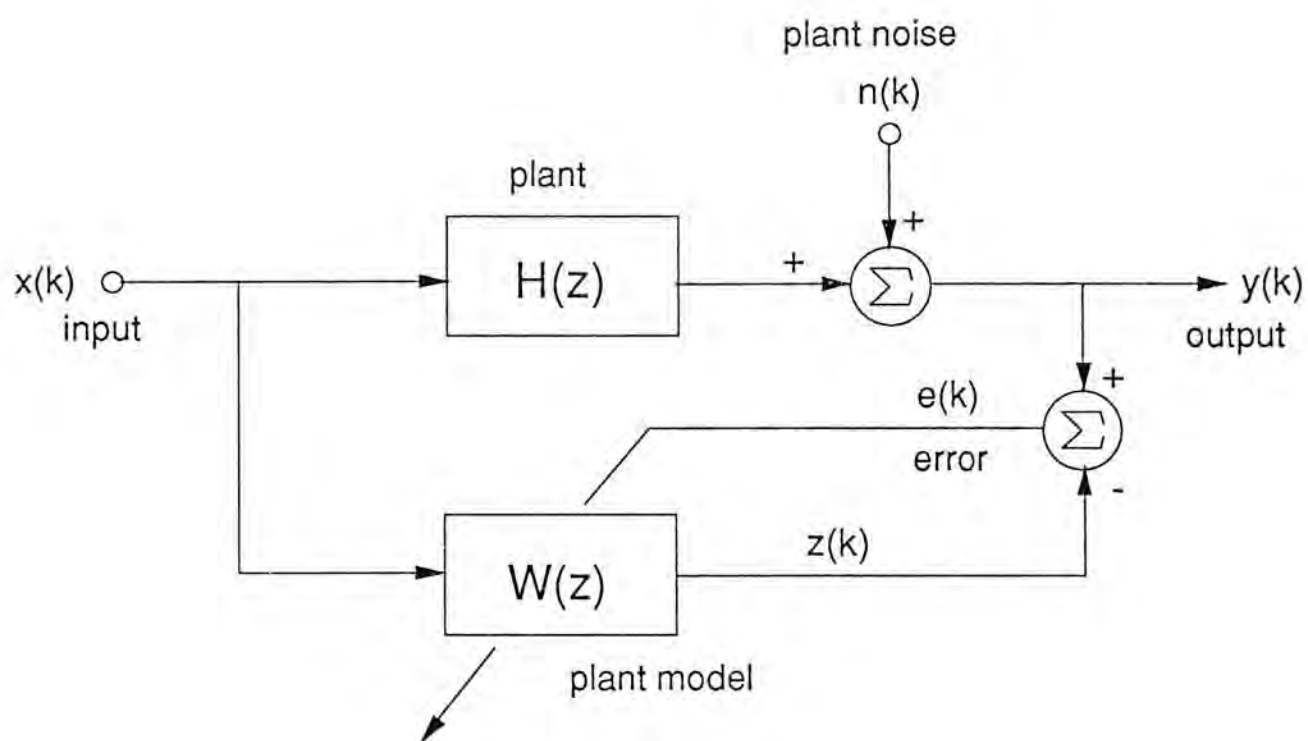 plant noise
n(k)
plant
+
x(k)
input
H(z)
+
Σ
y(k)
output
e(k)
error
+
Σ
-
W(z)
z(k)
plant model